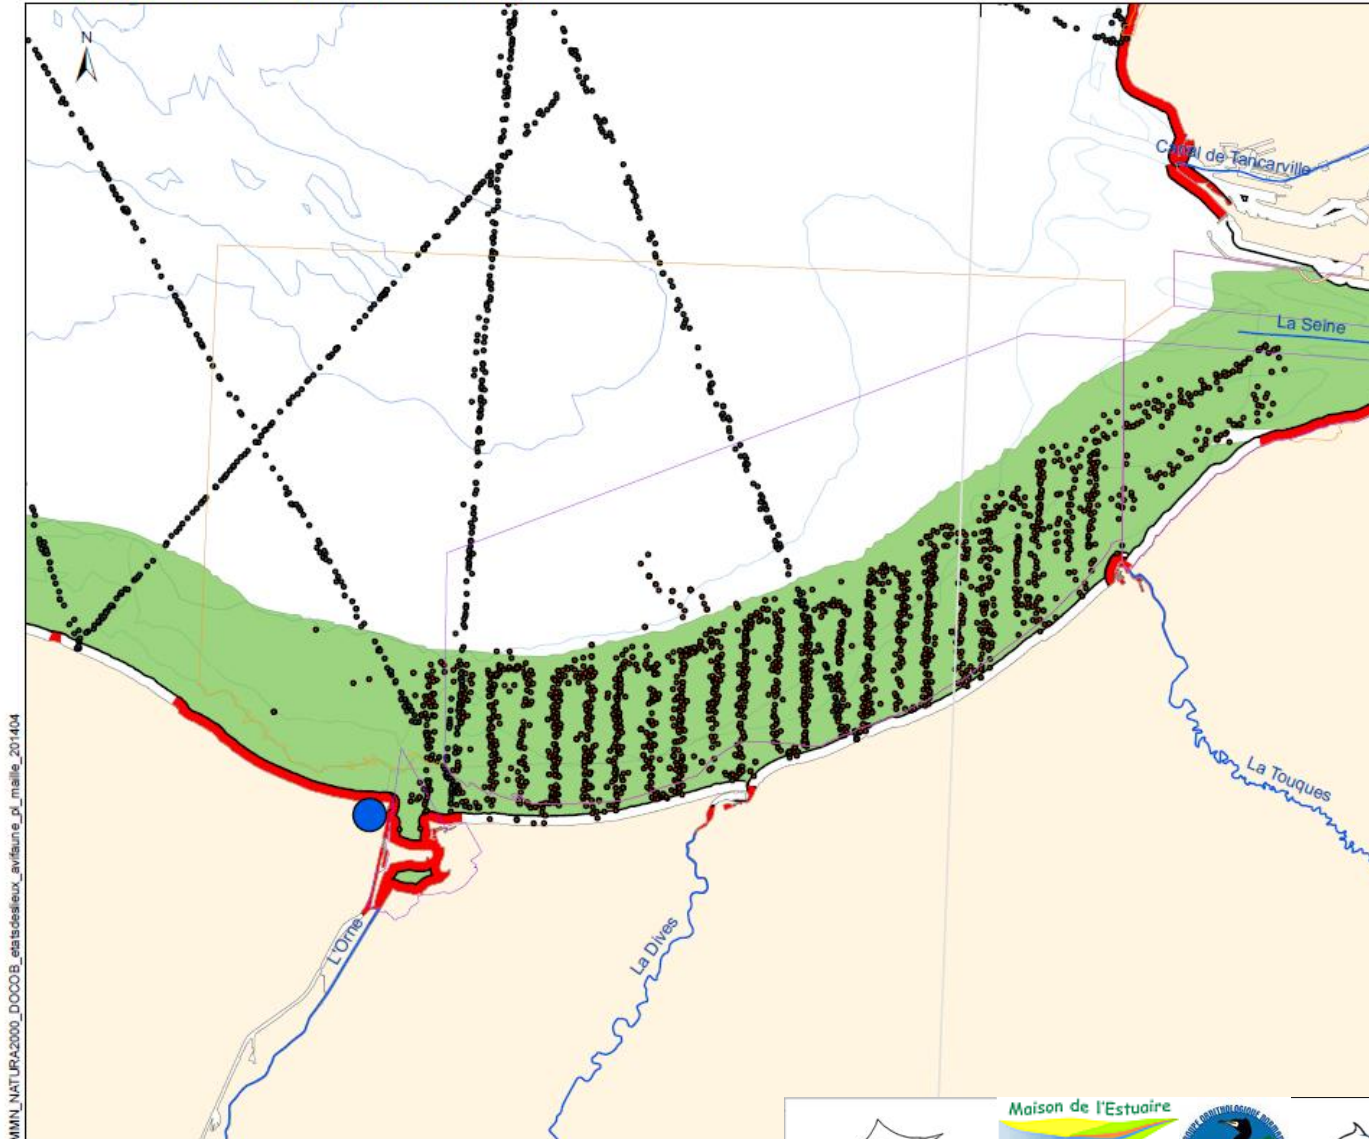 N
Canal de Tancarville
La Seine
La Touques
La Dives
L'Orne
MMN_NATURA2000_DOCOB_etatsdeslieux_avifaune_pl_maille_201404
Maison de l'Estuaire